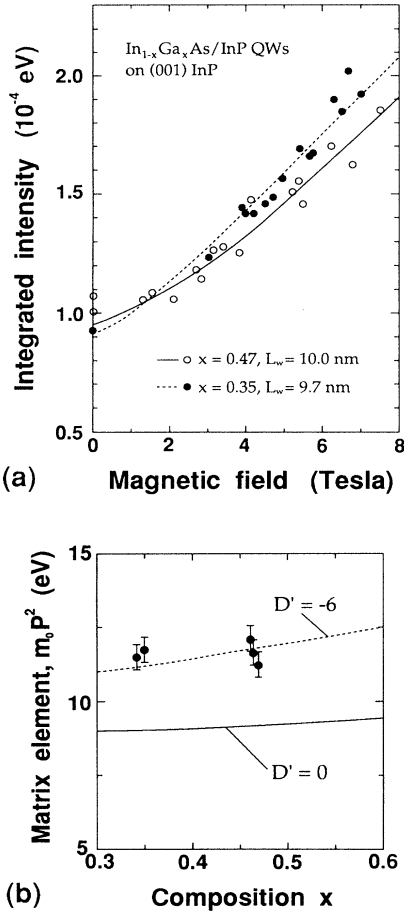 In₁₋ₓGaₓAs/InP QWs
on (001) InP
2.0
1.5
1.0
0.5
Integrated intensity (10⁻⁴ eV)
x = 0.47, L_w = 10.0 nm
x = 0.35, L_w = 9.7 nm
0 2 4 6 8
(a) Magnetic field (Tesla)
15
10
5
Matrix element, m₀P² (eV)
D' = -6
D' = 0
0.3 0.4 0.5 0.6
(b) Composition x